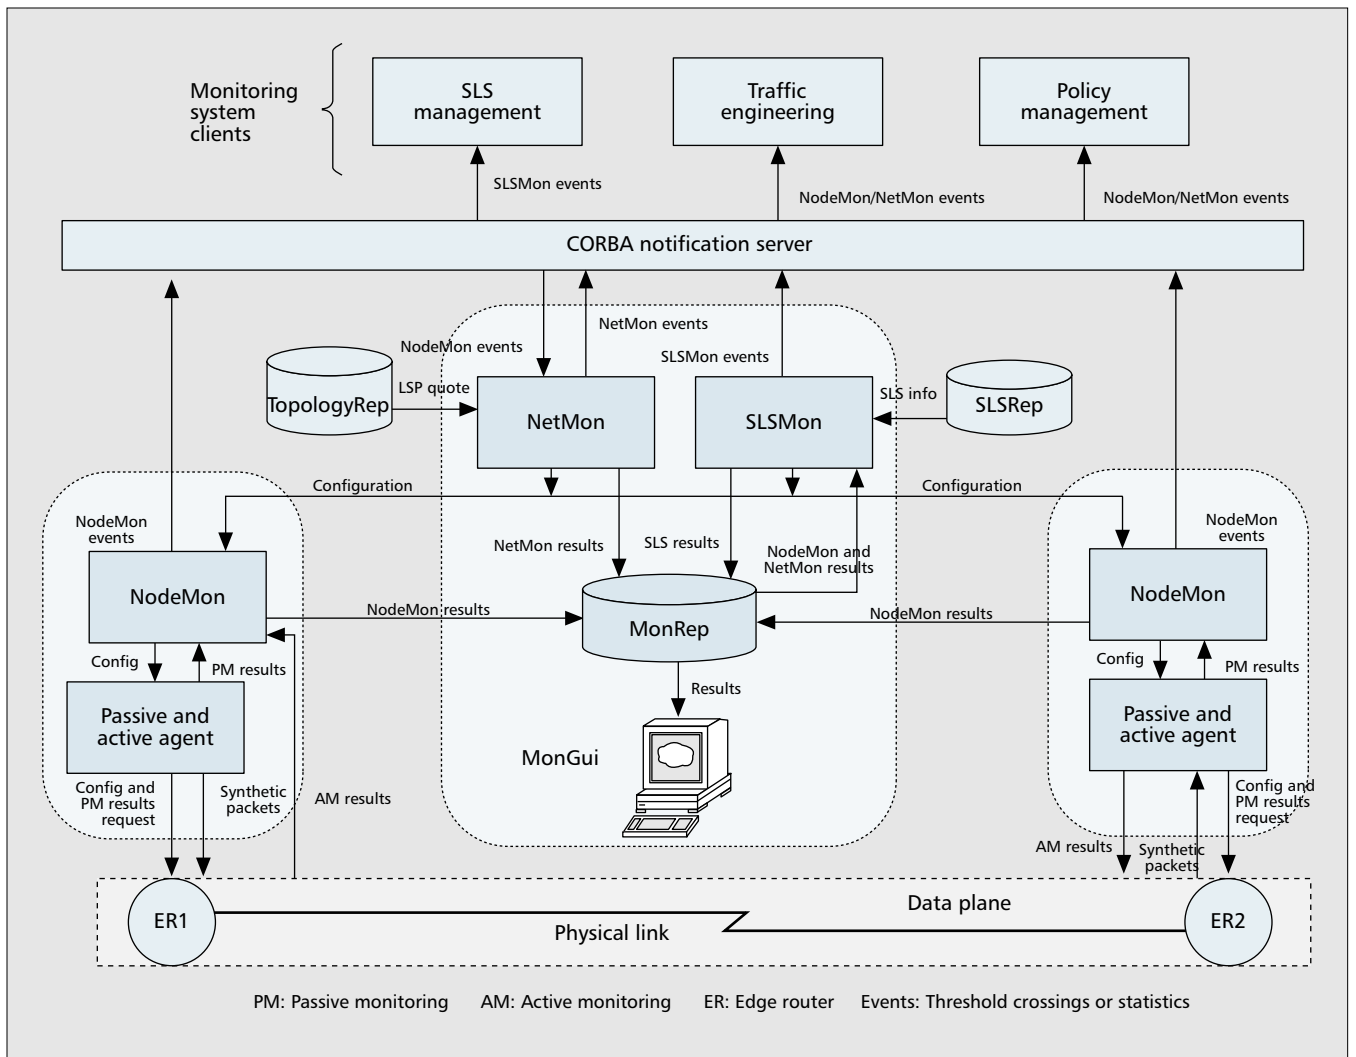 Monitoring
system
clients
SLS
management
Traffic
engineering
Policy
management
SLSMon events
NodeMon/NetMon events
NodeMon/NetMon events
CORBA notification server
NetMon events
NodeMon events
SLSMon events
TopologyRep
LSP quote
NetMon
SLSMon
SLS info
SLSRep
Configuration
Configuration
NodeMon
events
NodeMon
events
NetMon results
SLS results
NodeMon and
NetMon results
NodeMon
NodeMon results
MonRep
NodeMon results
NodeMon
Config
PM results
Config
PM results
Results
Passive and
active agent
MonGui
Passive and
active agent
Config and
PM results
request
Synthetic
packets
AM results
Config and
PM results
request
AM results
Synthetic
packets
ER1
Physical link
Data plane
ER2
PM: Passive monitoring
AM: Active monitoring
ER: Edge router
Events: Threshold crossings or statistics